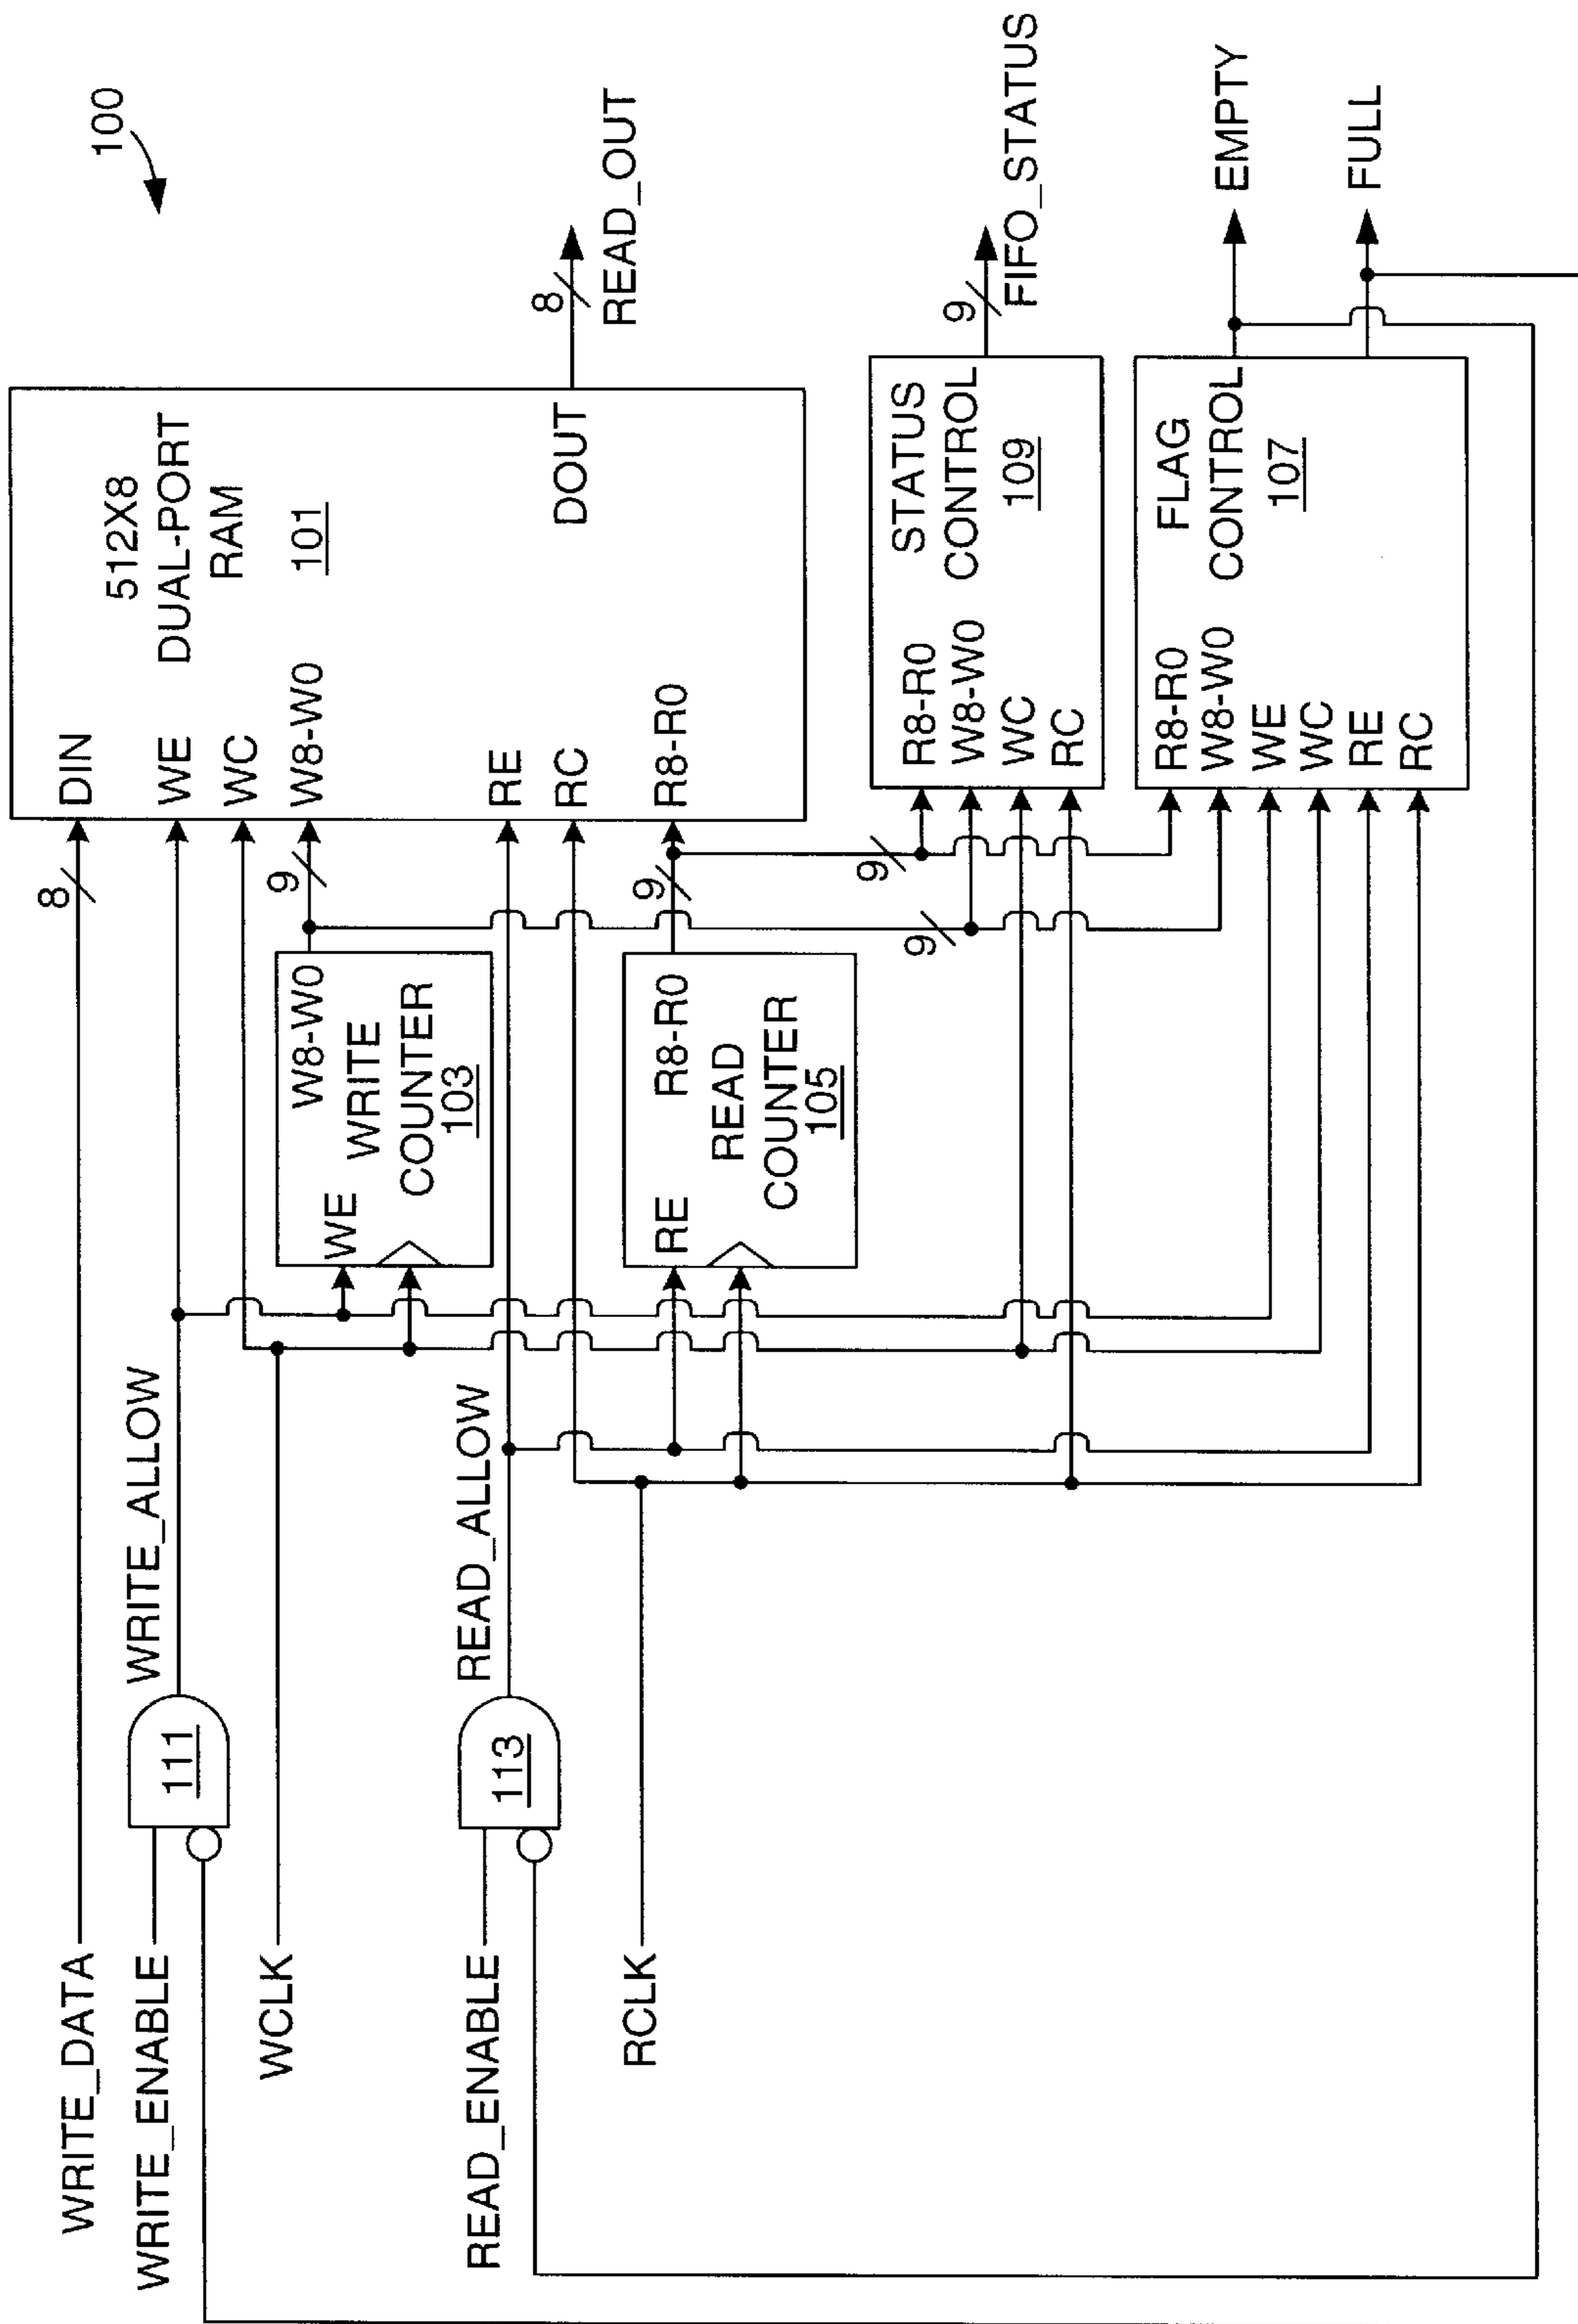 100
WRITE_DATA
8
DIN
512X8
DUAL-PORT
RAM
101
WRITE_ENABLE
111
WRITE_ALLOW
WE
WCLK
WC
9
W8-W0
W8-W0
WE
WRITE
COUNTER
103
READ_ENABLE
113
READ_ALLOW
RE
RC
DOUT
8
READ_OUT
RCLK
RE
R8-R0
READ
COUNTER
105
9
R8-R0
9
9
R8-R0
W8-W0
WC
RC
STATUS
CONTROL
109
9
FIFO_STATUS
R8-R0
W8-W0
WE
WC
RE
RC
FLAG
CONTROL
107
EMPTY
FULL